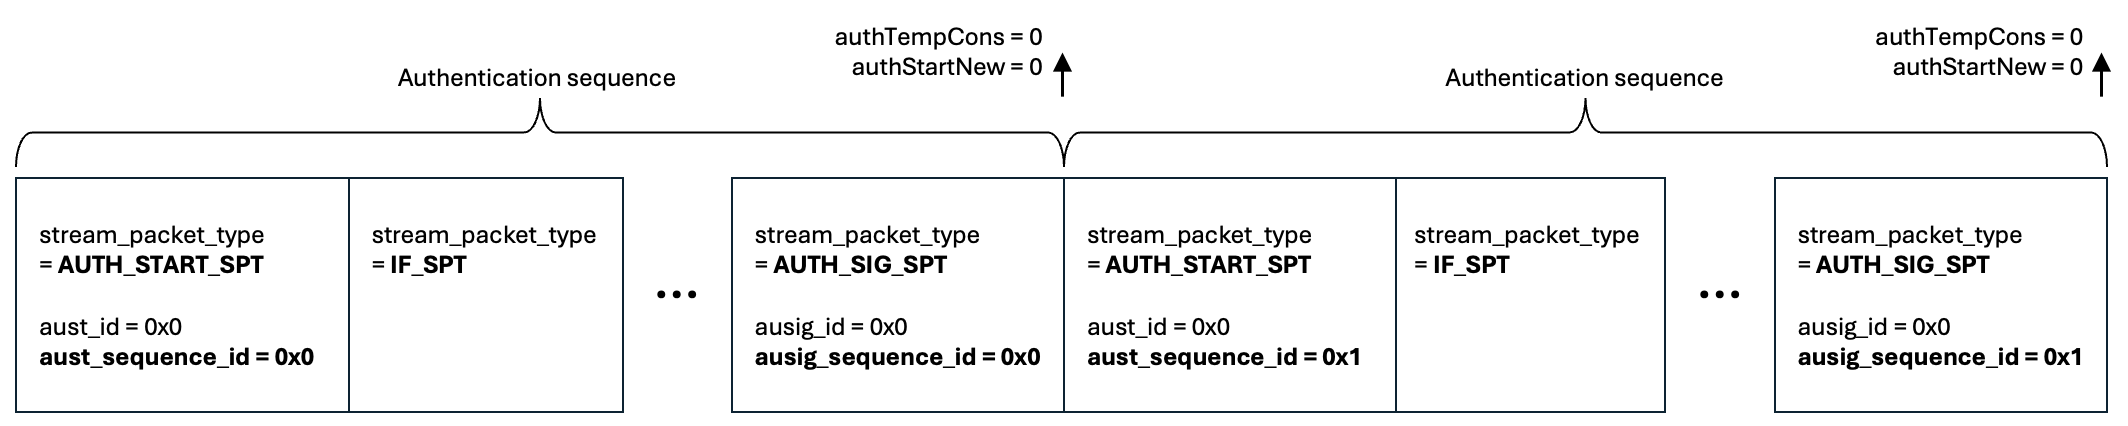 authTempCons = 0
authStartNew = 0
Authentication sequence
authTempCons = 0
authStartNew = 0
Authentication sequence
stream_packet_type
= AUTH_START_SPT
aust_id = 0x0
aust_sequence_id = 0x0
stream_packet_type
= IF_SPT
...
stream_packet_type
= AUTH_SIG_SPT
ausig_id = 0x0
ausig_sequence_id = 0x0
stream_packet_type
= AUTH_START_SPT
aust_id = 0x0
aust_sequence_id = 0x1
stream_packet_type
= IF_SPT
...
stream_packet_type
= AUTH_SIG_SPT
ausig_id = 0x0
ausig_sequence_id = 0x1